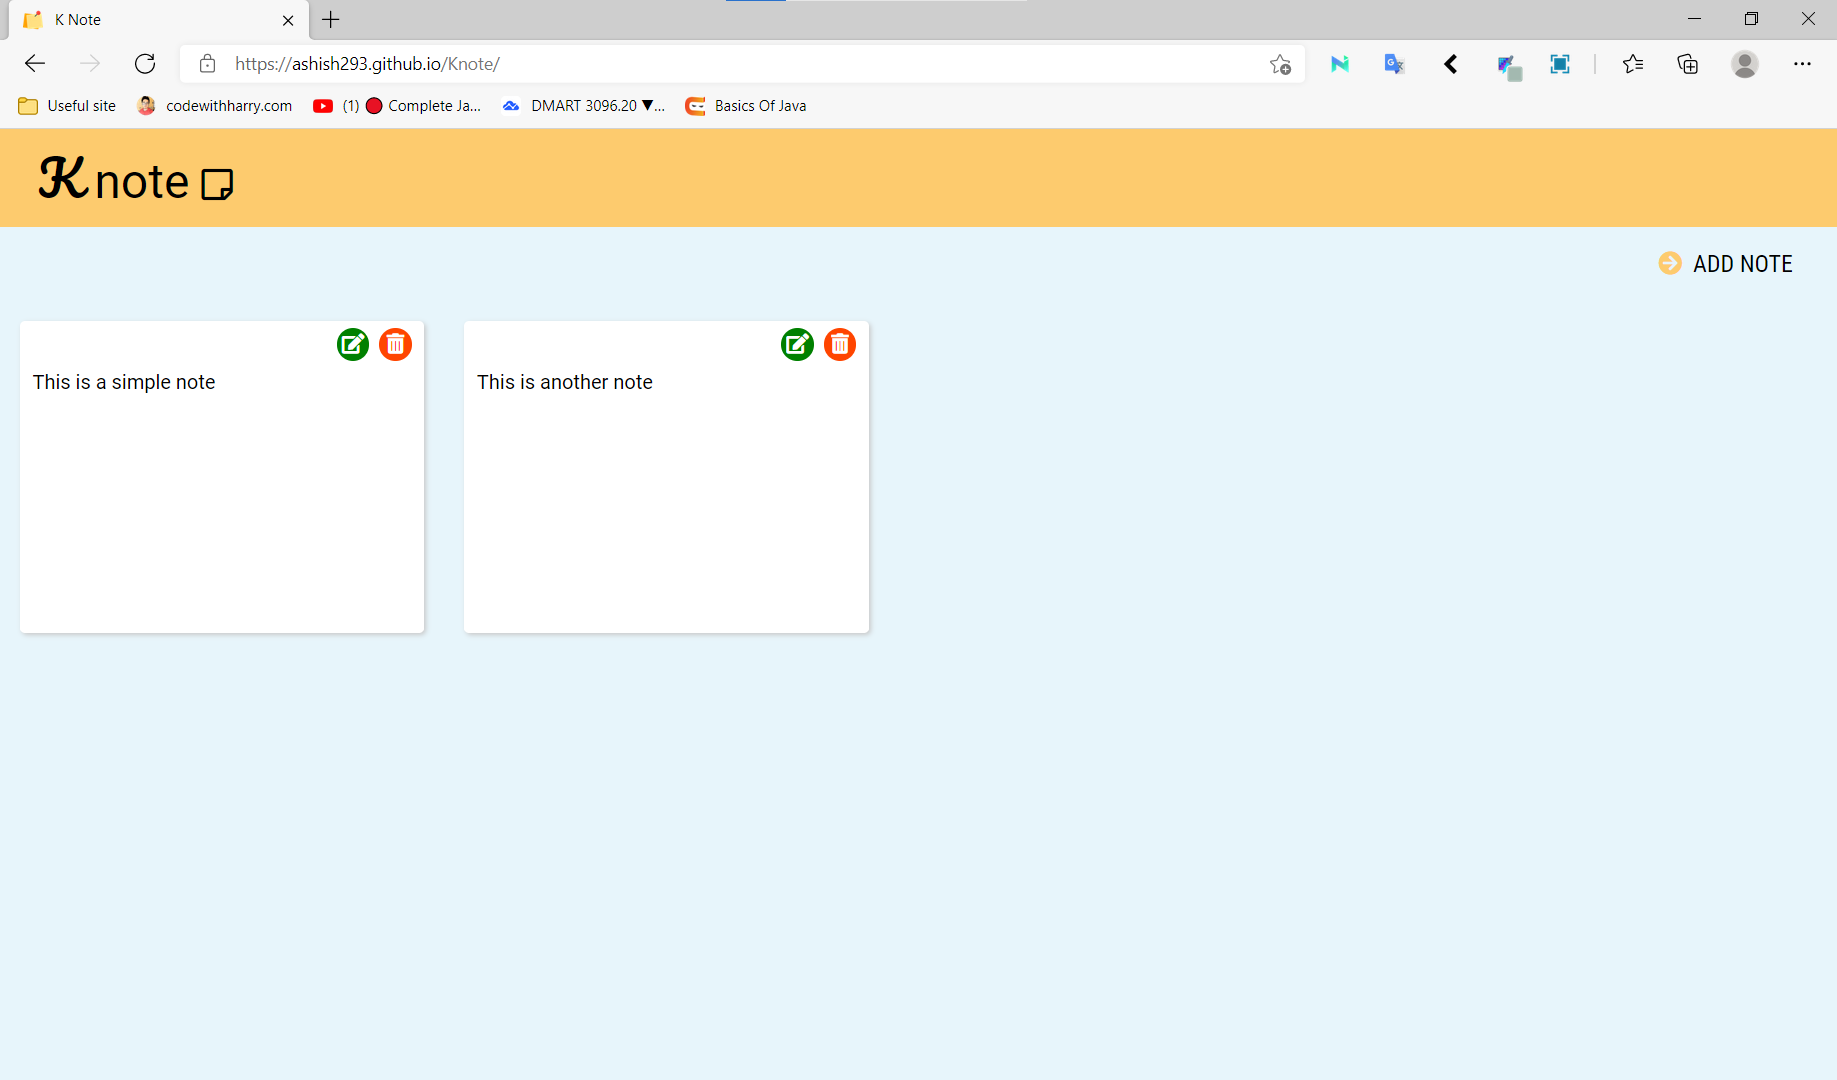 K Note
https://ashish293.github.io/Knote/
Useful site
codewithharry.com
(1) 🔴 Complete Ja...
DMART 3096.20 ▼...
Basics Of Java
K note
ADD NOTE
This is a simple note
This is another note